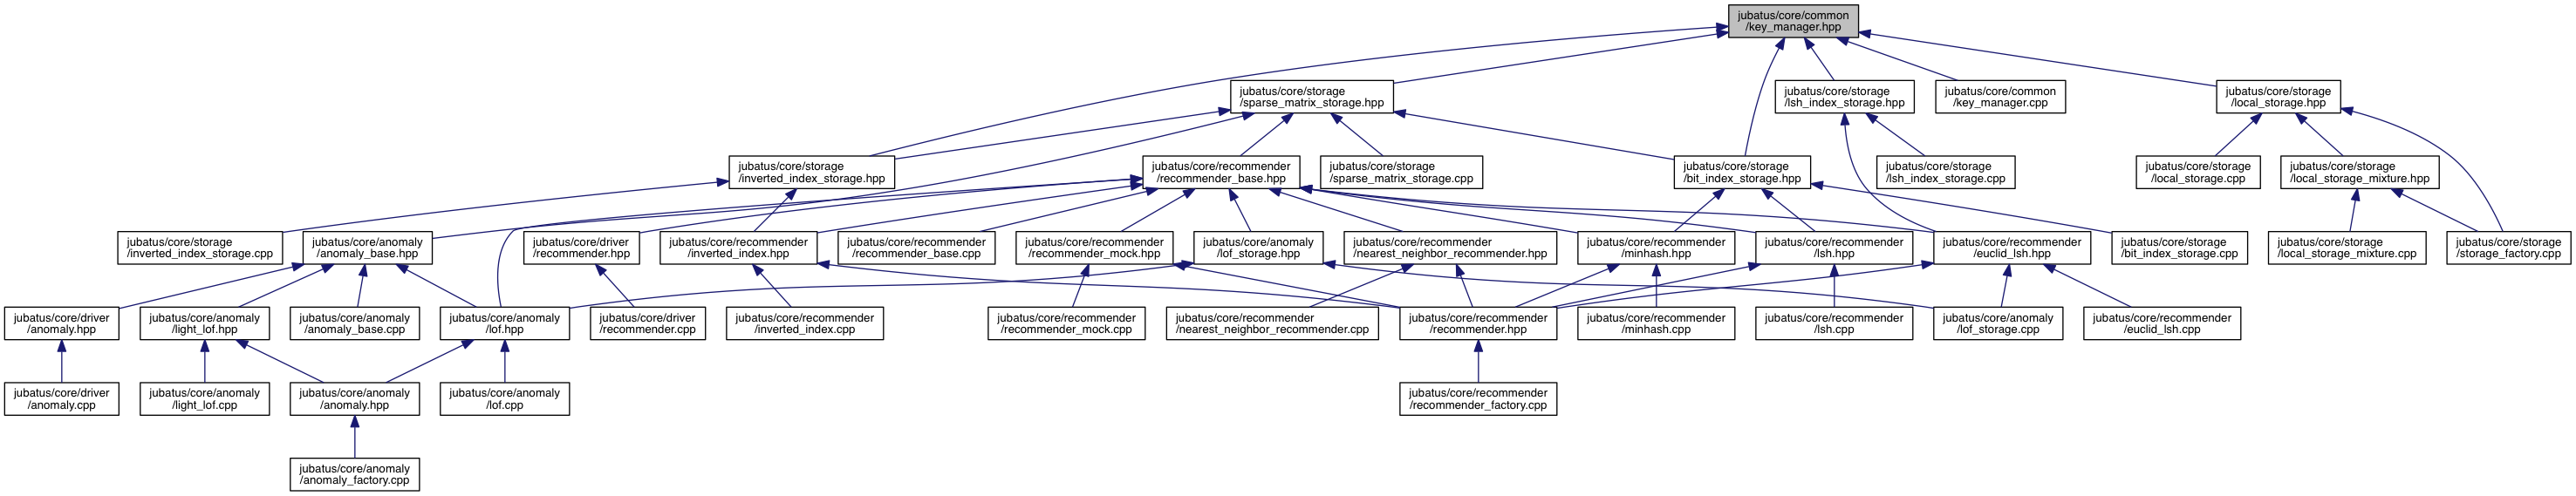 jubatus/core/common
/key_manager.hpp
jubatus/core/storage
/sparse_matrix_storage.hpp
jubatus/core/storage
/lsh_index_storage.hpp
jubatus/core/common
/key_manager.cpp
jubatus/core/storage
/local_storage.hpp
jubatus/core/storage
/inverted_index_storage.hpp
jubatus/core/recommender
/recommender_base.hpp
jubatus/core/storage
/sparse_matrix_storage.cpp
jubatus/core/storage
/bit_index_storage.hpp
jubatus/core/storage
/lsh_index_storage.cpp
jubatus/core/storage
/local_storage.cpp
jubatus/core/storage
/local_storage_mixture.hpp
jubatus/core/storage
/inverted_index_storage.cpp
jubatus/core/anomaly
/anomaly_base.hpp
jubatus/core/driver
/recommender.hpp
jubatus/core/recommender
/inverted_index.hpp
jubatus/core/recommender
/recommender_base.cpp
jubatus/core/recommender
/recommender_mock.hpp
jubatus/core/anomaly
/lof_storage.hpp
jubatus/core/recommender
/nearest_neighbor_recommender.hpp
jubatus/core/recommender
/minhash.hpp
jubatus/core/recommender
/lsh.hpp
jubatus/core/recommender
/euclid_lsh.hpp
jubatus/core/storage
/bit_index_storage.cpp
jubatus/core/storage
/local_storage_mixture.cpp
jubatus/core/storage
/storage_factory.cpp
jubatus/core/driver
/anomaly.hpp
jubatus/core/anomaly
/light_lof.hpp
jubatus/core/anomaly
/anomaly_base.cpp
jubatus/core/anomaly
/lof.hpp
jubatus/core/driver
/recommender.cpp
jubatus/core/recommender
/inverted_index.cpp
jubatus/core/recommender
/recommender_mock.cpp
jubatus/core/recommender
/nearest_neighbor_recommender.cpp
jubatus/core/recommender
/recommender.hpp
jubatus/core/recommender
/minhash.cpp
jubatus/core/recommender
/lsh.cpp
jubatus/core/anomaly
/lof_storage.cpp
jubatus/core/recommender
/euclid_lsh.cpp
jubatus/core/driver
/anomaly.cpp
jubatus/core/anomaly
/light_lof.cpp
jubatus/core/anomaly
/anomaly.hpp
jubatus/core/anomaly
/lof.cpp
jubatus/core/recommender
/recommender_factory.cpp
jubatus/core/anomaly
/anomaly_factory.cpp